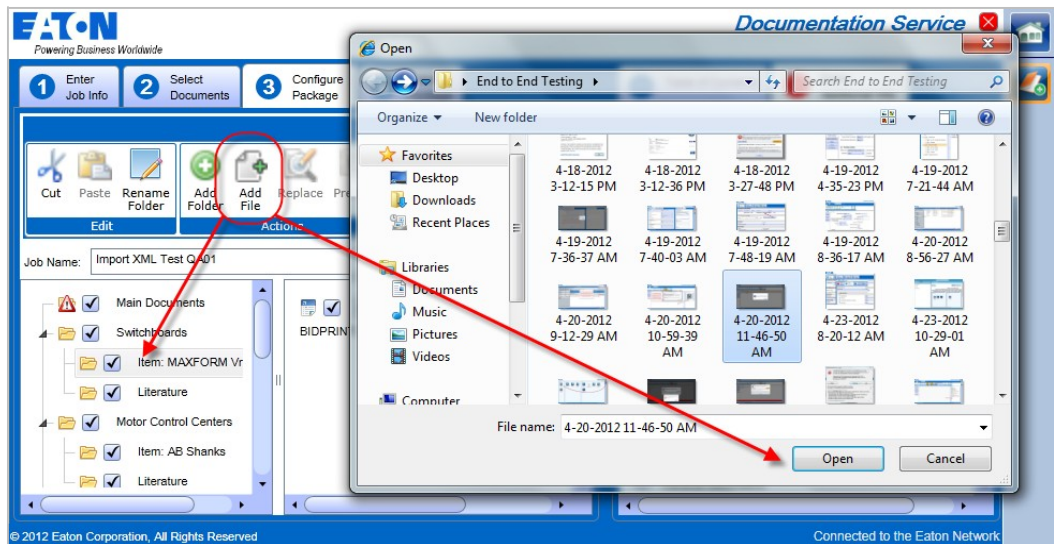 EATON
Powering Business Worldwide
Documentation Service
1 Enter Job Info
2 Select Documents
3 Configure Package
Cut
Paste
Rename Folder
Add Folder
Add File
Replace
Pre
Edit
Actions
Job Name: Import XML Test QA01
Main Documents
Switchboards
Item: MAXFORM Vr
Literature
Motor Control Centers
Item: AB Shanks
Literature
BIDPRINT
Open
End to End Testing
Search End to End Testing
Organize
New folder
Favorites
Desktop
Downloads
Recent Places
Libraries
Documents
Music
Pictures
Videos
Computer
4-18-2012 3-12-15 PM
4-18-2012 3-12-36 PM
4-18-2012 3-27-48 PM
4-19-2012 4-35-23 PM
4-19-2012 7-21-44 AM
4-19-2012 7-36-37 AM
4-19-2012 7-40-03 AM
4-19-2012 7-48-19 AM
4-19-2012 8-36-17 AM
4-20-2012 8-56-27 AM
4-20-2012 9-12-29 AM
4-20-2012 10-59-39 AM
4-20-2012 11-46-50 AM
4-23-2012 8-20-12 AM
4-23-2012 10-29-01 AM
File name: 4-20-2012 11-46-50 AM
Open
Cancel
© 2012 Eaton Corporation, All Rights Reserved
Connected to the Eaton Network